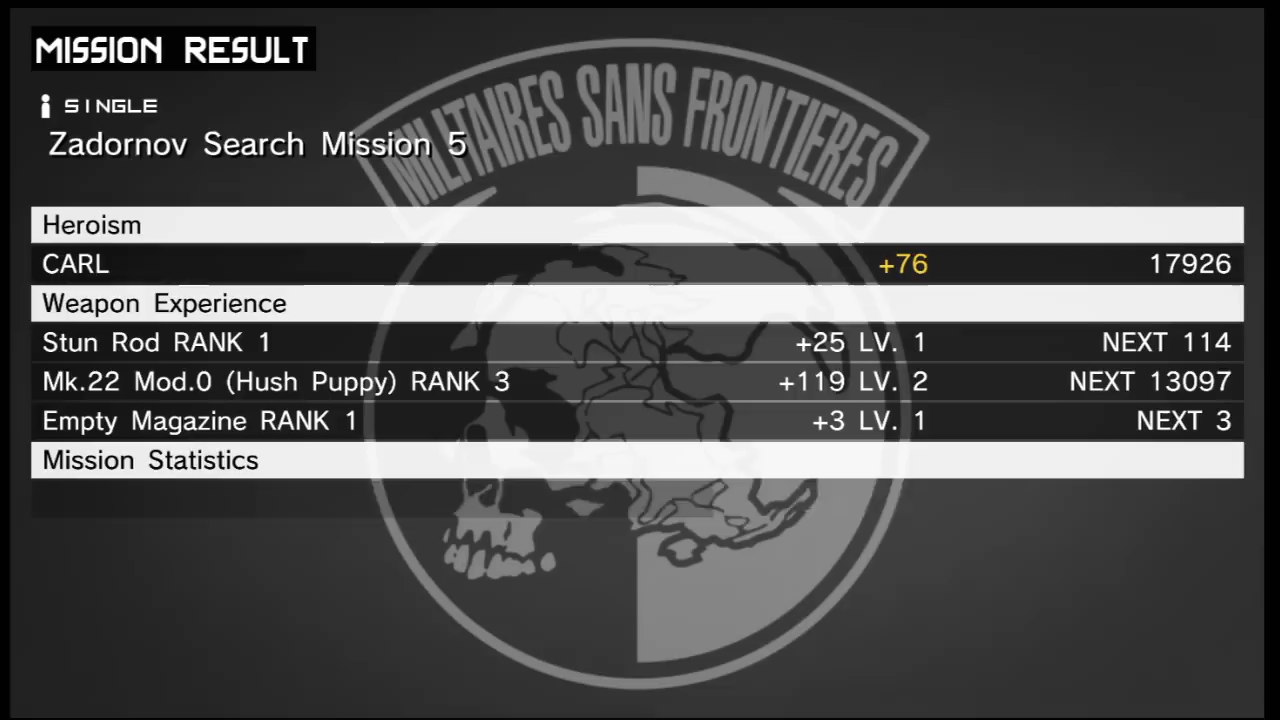 MISSION RESULT
SINGLE
Zadornov Search Mission 5
MILITAIRES SANS FRONTIERES
Heroism
CARL +76 17926
Weapon Experience
Stun Rod RANK 1 +25 LV. 1 NEXT 114
Mk.22 Mod.0 (Hush Puppy) RANK 3 +119 LV. 2 NEXT 13097
Empty Magazine RANK 1 +3 LV. 1 NEXT 3
Mission Statistics